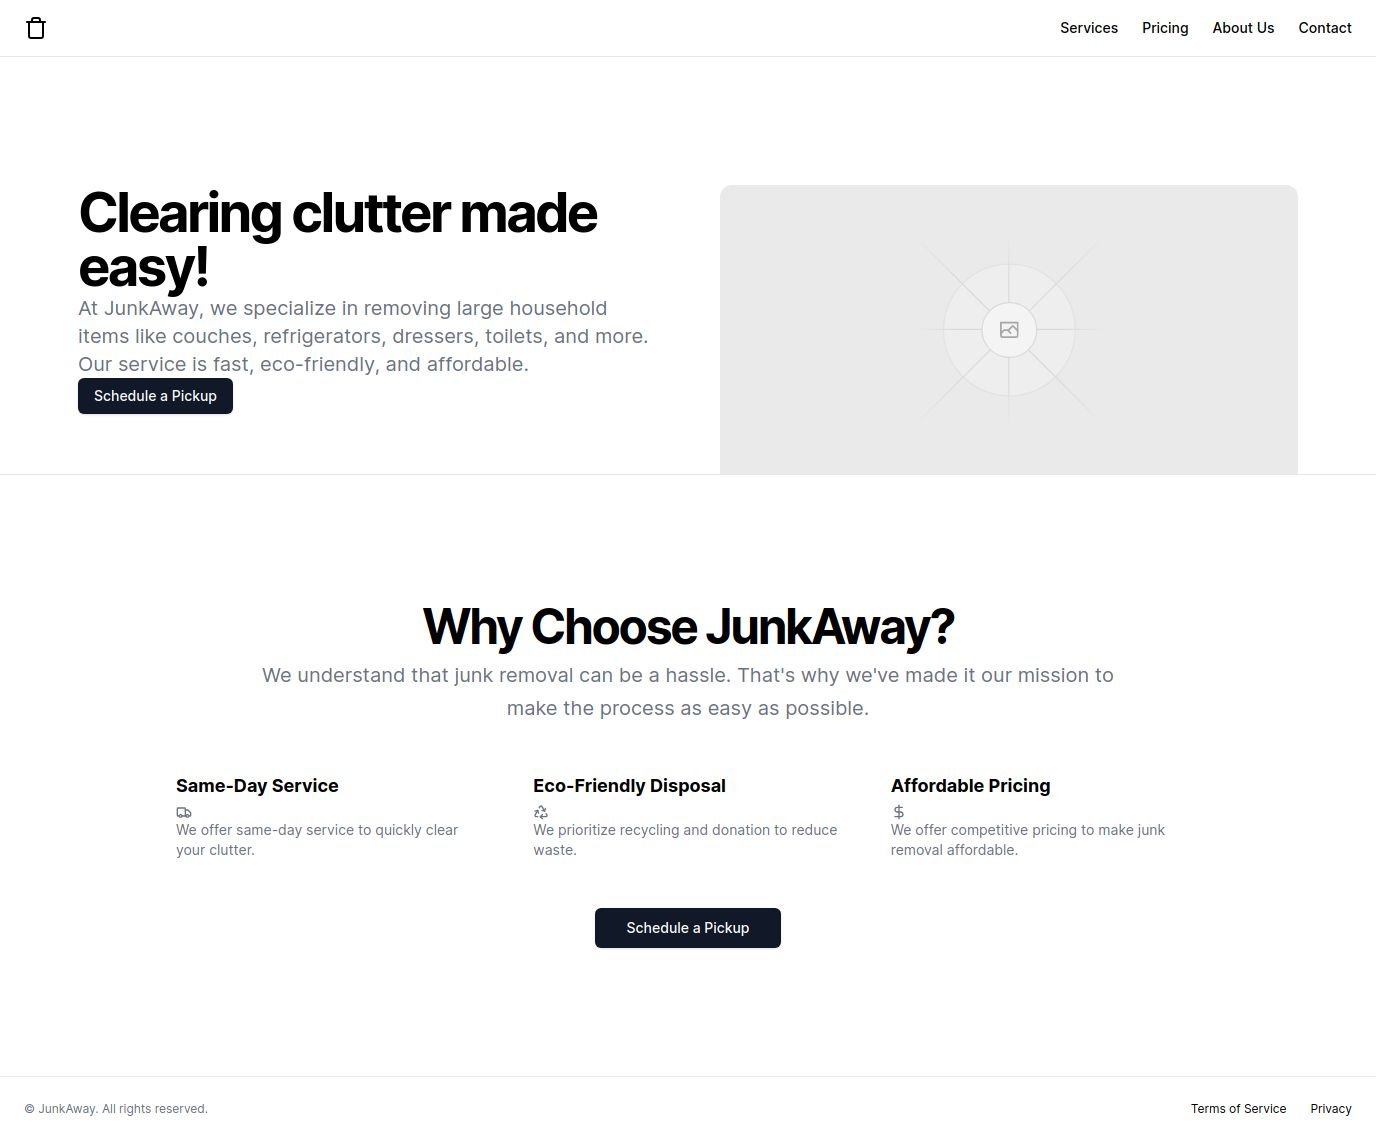 Services
Pricing
About Us
Contact
Clearing clutter made
easy!
At JunkAway, we specialize in removing large household
items like couches, refrigerators, dressers, toilets, and more.
Our service is fast, eco-friendly, and affordable.
Schedule a Pickup
Why Choose JunkAway?
We understand that junk removal can be a hassle. That's why we've made it our mission to
make the process as easy as possible.
Same-Day Service
We offer same-day service to quickly clear
your clutter.
Eco-Friendly Disposal
We prioritize recycling and donation to reduce
waste.
Affordable Pricing
We offer competitive pricing to make junk
removal affordable.
Schedule a Pickup
© JunkAway. All rights reserved.
Terms of Service
Privacy